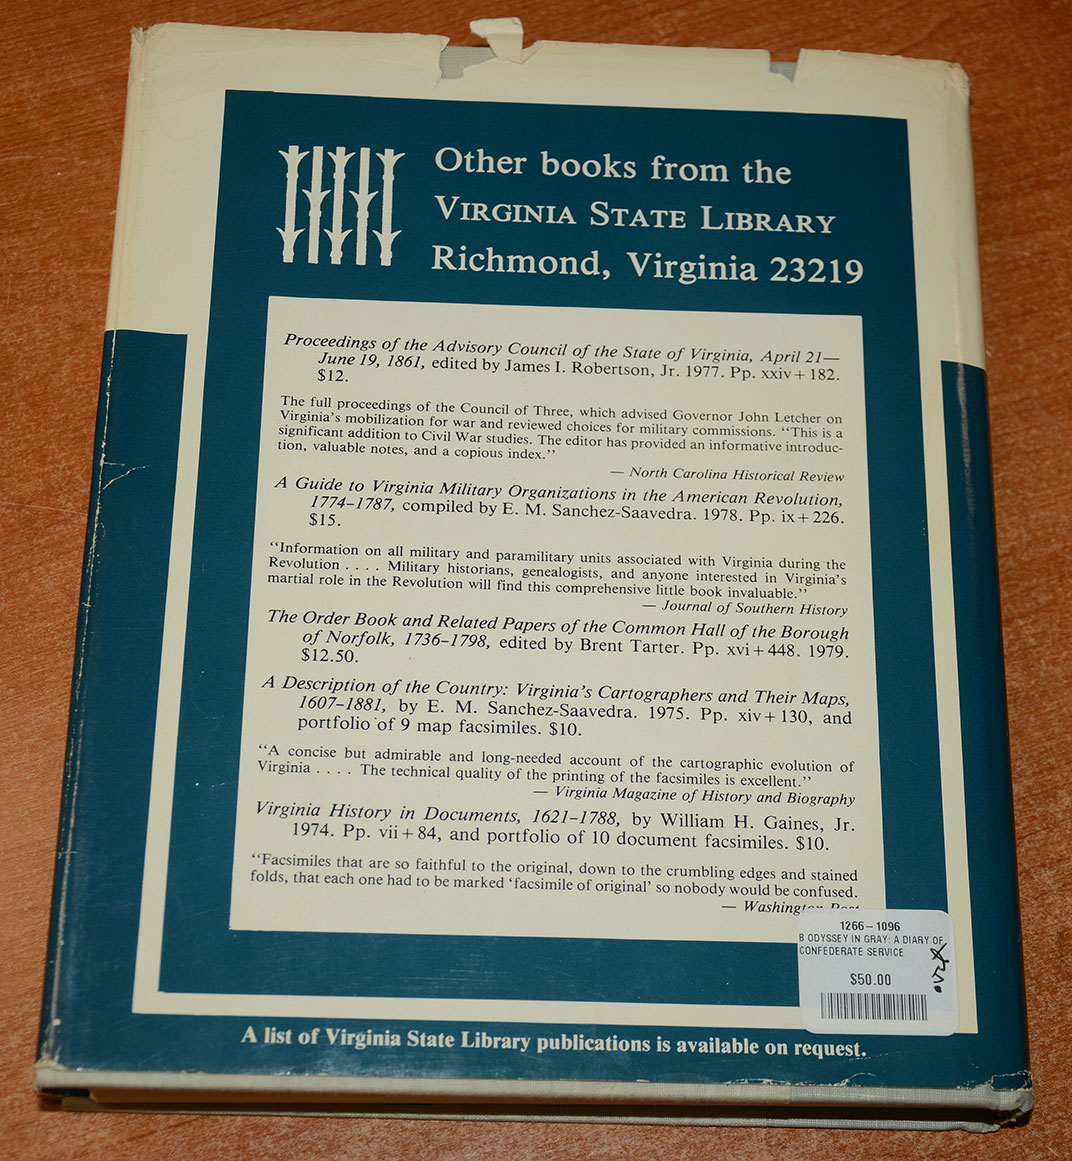 Other books from the
VIRGINIA STATE LIBRARY
Richmond, Virginia 23219
Proceedings of the Advisory Council of the State of Virginia, April 21—
June 19, 1861, edited by James I. Robertson, Jr. 1977. Pp. xxiv + 182.
$12.
The full proceedings of the Council of Three, which advised Governor John Letcher on
Virginia's mobilization for war and reviewed choices for military commissions. "This is a
significant addition to Civil War studies. The editor has provided an informative introduc-
tion, valuable notes, and a copious index."
— North Carolina Historical Review
A Guide to Virginia Military Organizations in the American Revolution,
1774–1787, compiled by E. M. Sanchez-Saavedra. 1978. Pp. ix + 226.
$15.
"Information on all military and paramilitary units associated with Virginia during the
Revolution . . . . Military historians, genealogists, and anyone interested in Virginia's
martial role in the Revolution will find this comprehensive little book invaluable."
— Journal of Southern History
The Order Book and Related Papers of the Common Hall of the Borough
of Norfolk, 1736–1798, edited by Brent Tarter. Pp. xvi + 448. 1979.
$12.50.
A Description of the Country: Virginia's Cartographers and Their Maps,
1607–1881, by E. M. Sanchez-Saavedra. 1975. Pp. xiv + 130, and
portfolio of 9 map facsimiles. $10.
"A concise but admirable and long-needed account of the cartographic evolution of
Virginia . . . . The technical quality of the printing of the facsimiles is excellent."
— Virginia Magazine of History and Biography
Virginia History in Documents, 1621–1788, by William H. Gaines, Jr.
1974. Pp. vii + 84, and portfolio of 10 document facsimiles. $10.
"Facsimiles that are so faithful to the original, down to the crumbling edges and stained
folds, that each one had to be marked 'facsimile of original' so nobody would be confused.
— Washington Post
1266–1096
B ODYSSEY IN GRAY: A DIARY OF
CONFEDERATE SERVICE
$50.00
A list of Virginia State Library publications is available on request.